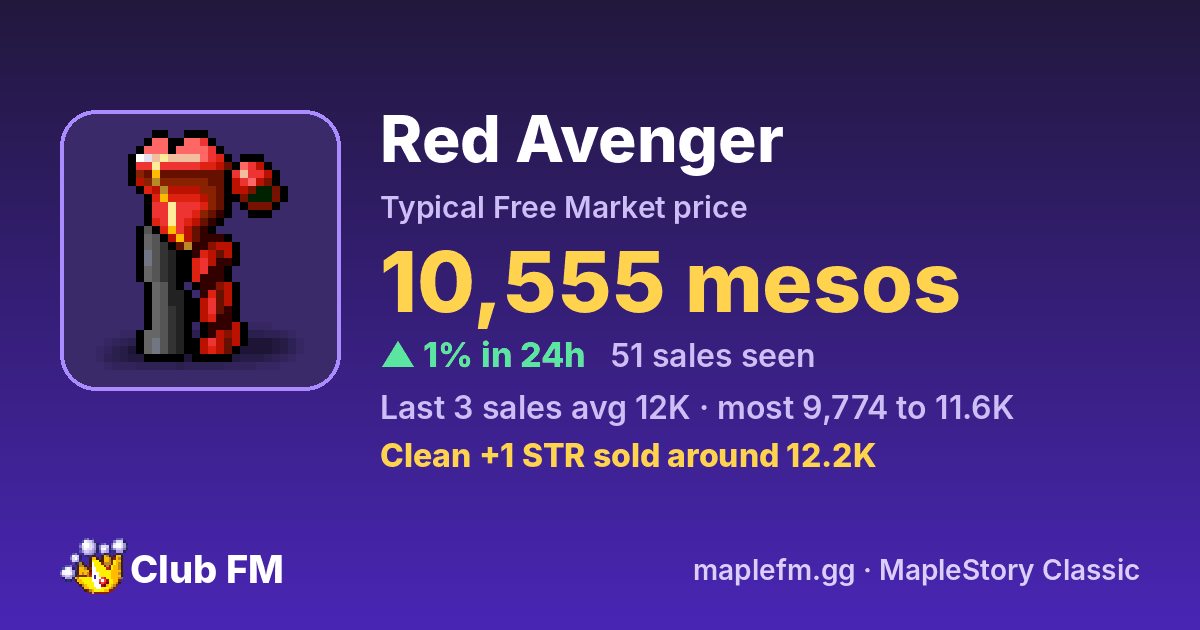 Red Avenger
Typical Free Market price
10,555 mesos
▲ 1% in 24h 51 sales seen
Last 3 sales avg 12K · most 9,774 to 11.6K
Clean +1 STR sold around 12.2K
Club FM
maplefm.gg · MapleStory Classic